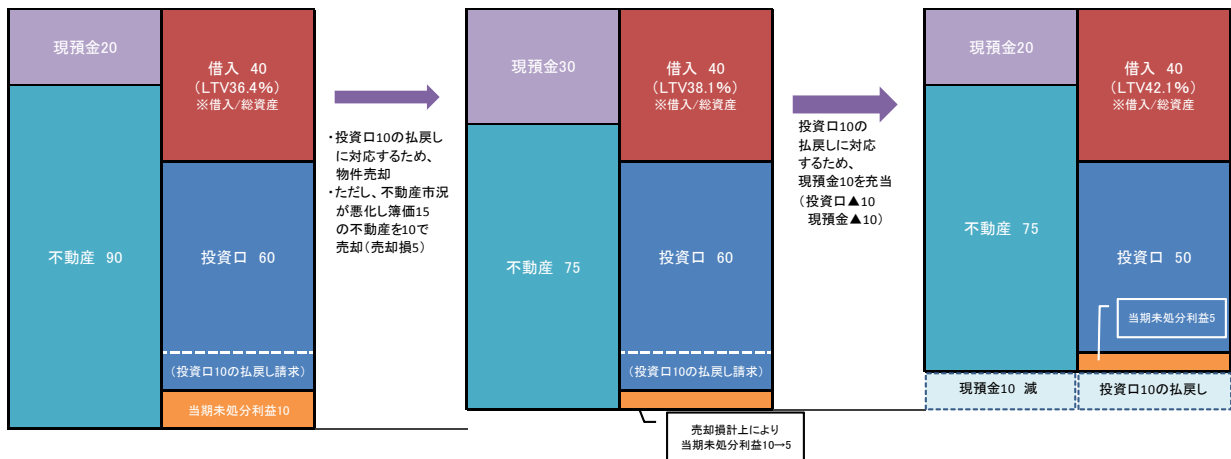 現預金20
借入 40
(LTV36.4%)
※借入/総資産
不動産 90
投資口 60
(投資口10の払戻し請求)
当期未処分利益10
・投資口10の払戻し
に対応するため、
物件売却
・ただし、不動産市況
が悪化し簿価15
の不動産を10で
売却(売却損5)
現預金30
借入 40
(LTV38.1%)
※借入/総資産
不動産 75
投資口 60
(投資口10の払戻し請求)
売却損計上により
当期未処分利益10→5
投資口10の
払戻しに対応
するため、
現預金10を充当
(投資口▲10
現預金▲10)
現預金20
借入 40
(LTV42.1%)
※借入/総資産
不動産 75
投資口 50
当期未処分利益5
現預金10 減
投資口10の払戻し